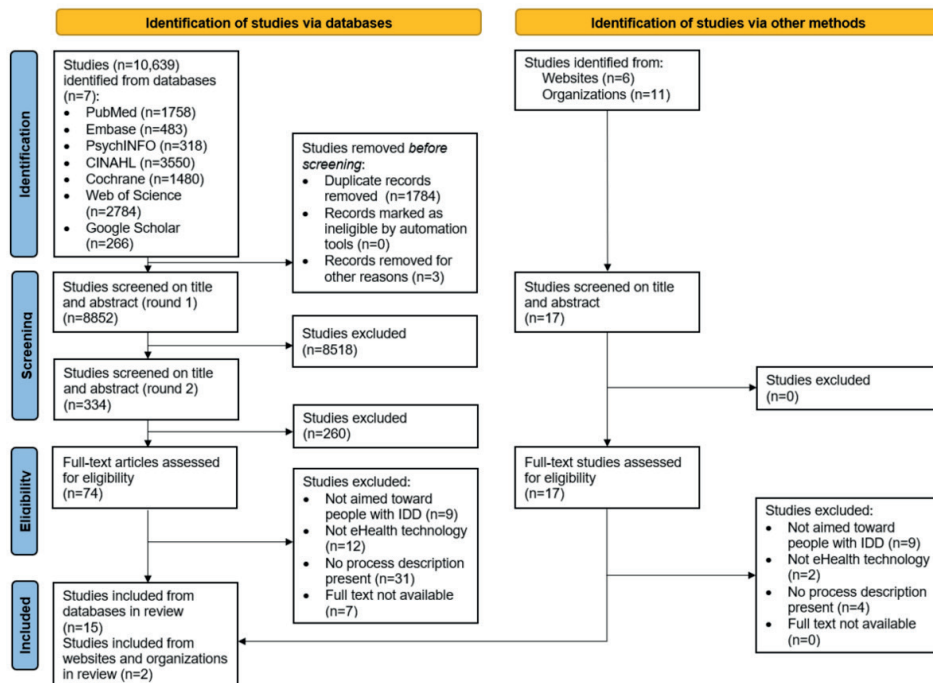 Identification of studies via databases
Identification of studies via other methods
Identification
Studies (n=10,639)
identified from databases
(n=7):
• PubMed (n=1758)
• Embase (n=483)
• PsychINFO (n=318)
• CINAHL (n=3550)
• Cochrane (n=1480)
• Web of Science
(n=2784)
• Google Scholar
(n=266)
Studies removed before
screening:
• Duplicate records
removed (n=1784)
• Records marked as
ineligible by automation
tools (n=0)
• Records removed for
other reasons (n=3)
Studies identified from:
Websites (n=6)
Organizations (n=11)
Screening
Studies screened on title
and abstract (round 1)
(n=8852)
Studies excluded
(n=8518)
Studies screened on title
and abstract (round 2)
(n=334)
Studies excluded
(n=260)
Studies screened on title
and abstract
(n=17)
Studies excluded
(n=0)
Eligibility
Full-text articles assessed
for eligibility
(n=74)
Studies excluded:
• Not aimed toward
people with IDD (n=9)
• Not eHealth technology
(n=12)
• No process description
present (n=31)
• Full text not available
(n=7)
Full-text studies assessed
for eligibility
(n=17)
Studies excluded:
• Not aimed toward
people with IDD (n=9)
• Not eHealth technology
(n=2)
• No process description
present (n=4)
• Full text not available
(n=0)
Included
Studies included from
databases in review
(n=15)
Studies included from
websites and organizations
in review (n=2)